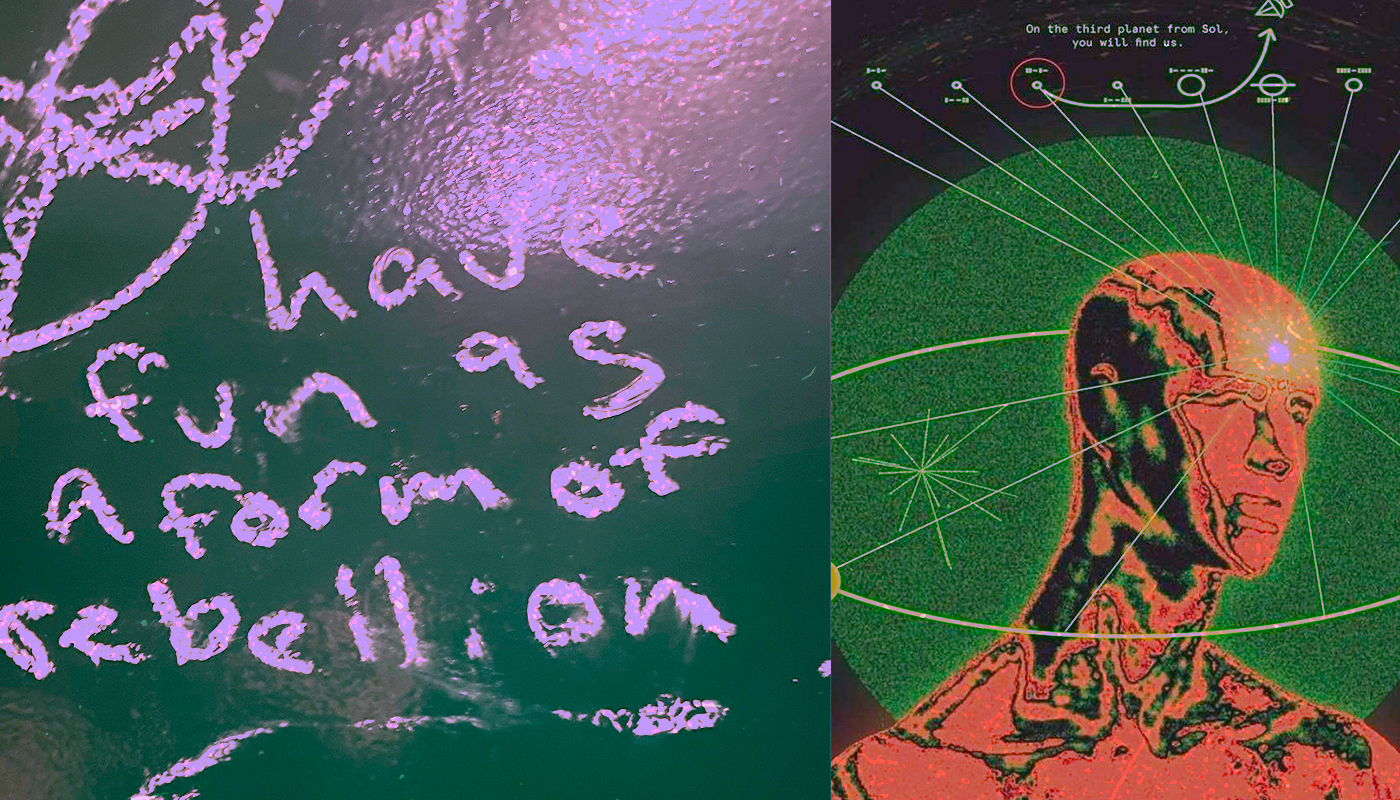 have
fun as
a form of
rebellion
On the third planet from Sol,
you will find us.